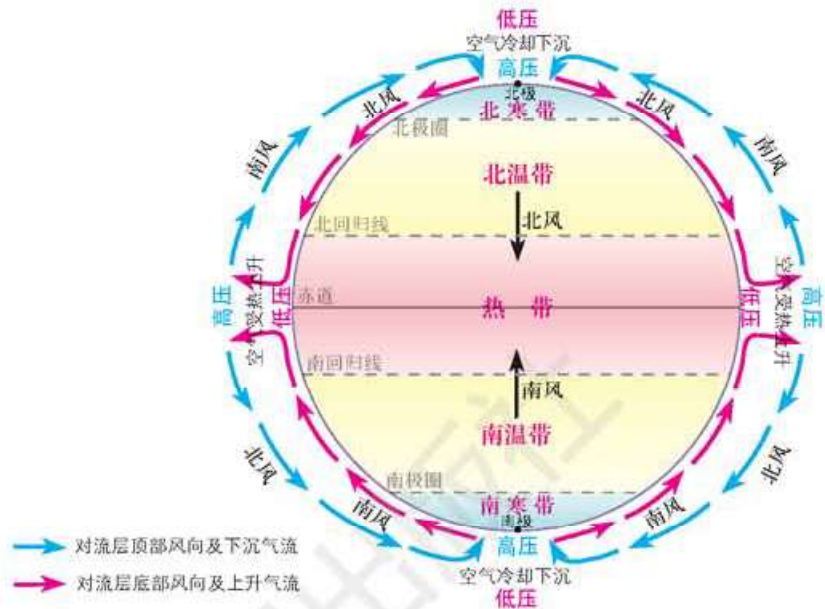 低压
空气冷却下沉
高压
北极
北风
北寒带
北风
北极圈
南风
北温带
南风
北回归线
北风
高压
空气受热上升
低压
赤道
热带
低压
空气受热上升
高压
南回归线
南风
南温带
北风
北风
南极圈
南寒带
南风
南极
南风
高压
空气冷却下沉
低压
对流层顶部风向及下沉气流
对流层底部风向及上升气流
出版社